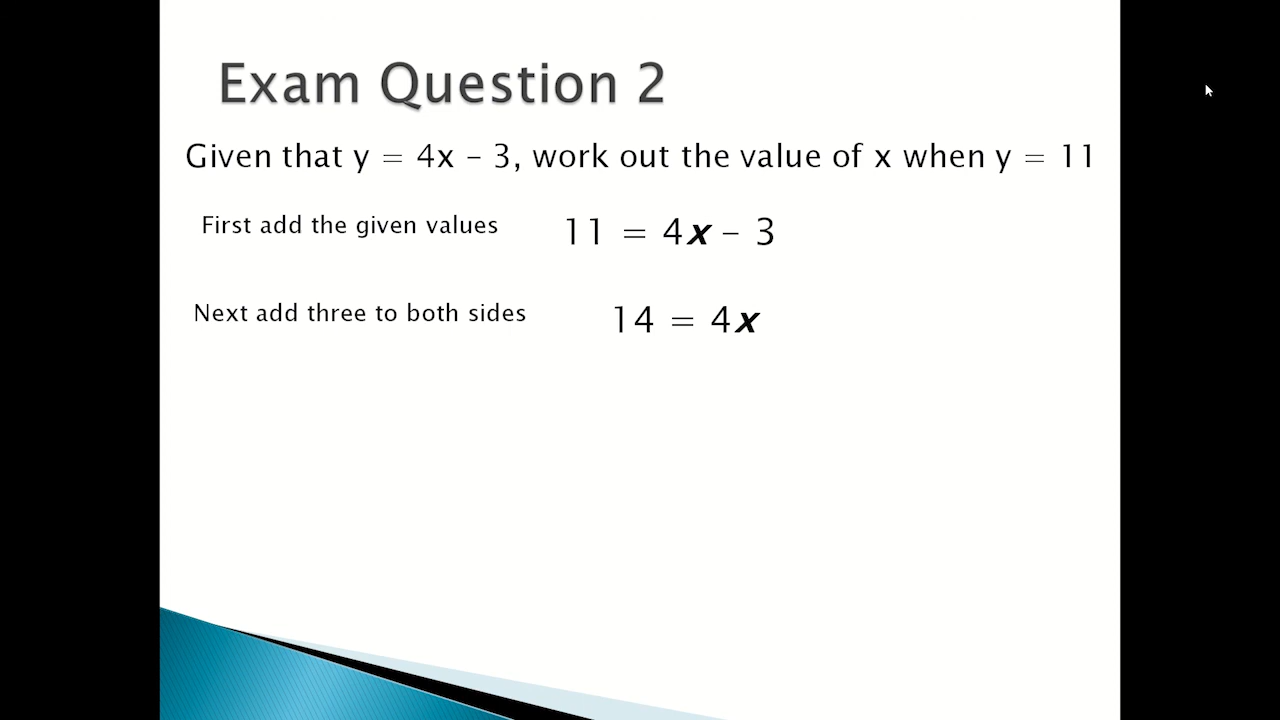 Exam Question 2
Given that y = 4x – 3, work out the value of x when y = 11
First add the given values 11 = 4x – 3
Next add three to both sides 14 = 4x